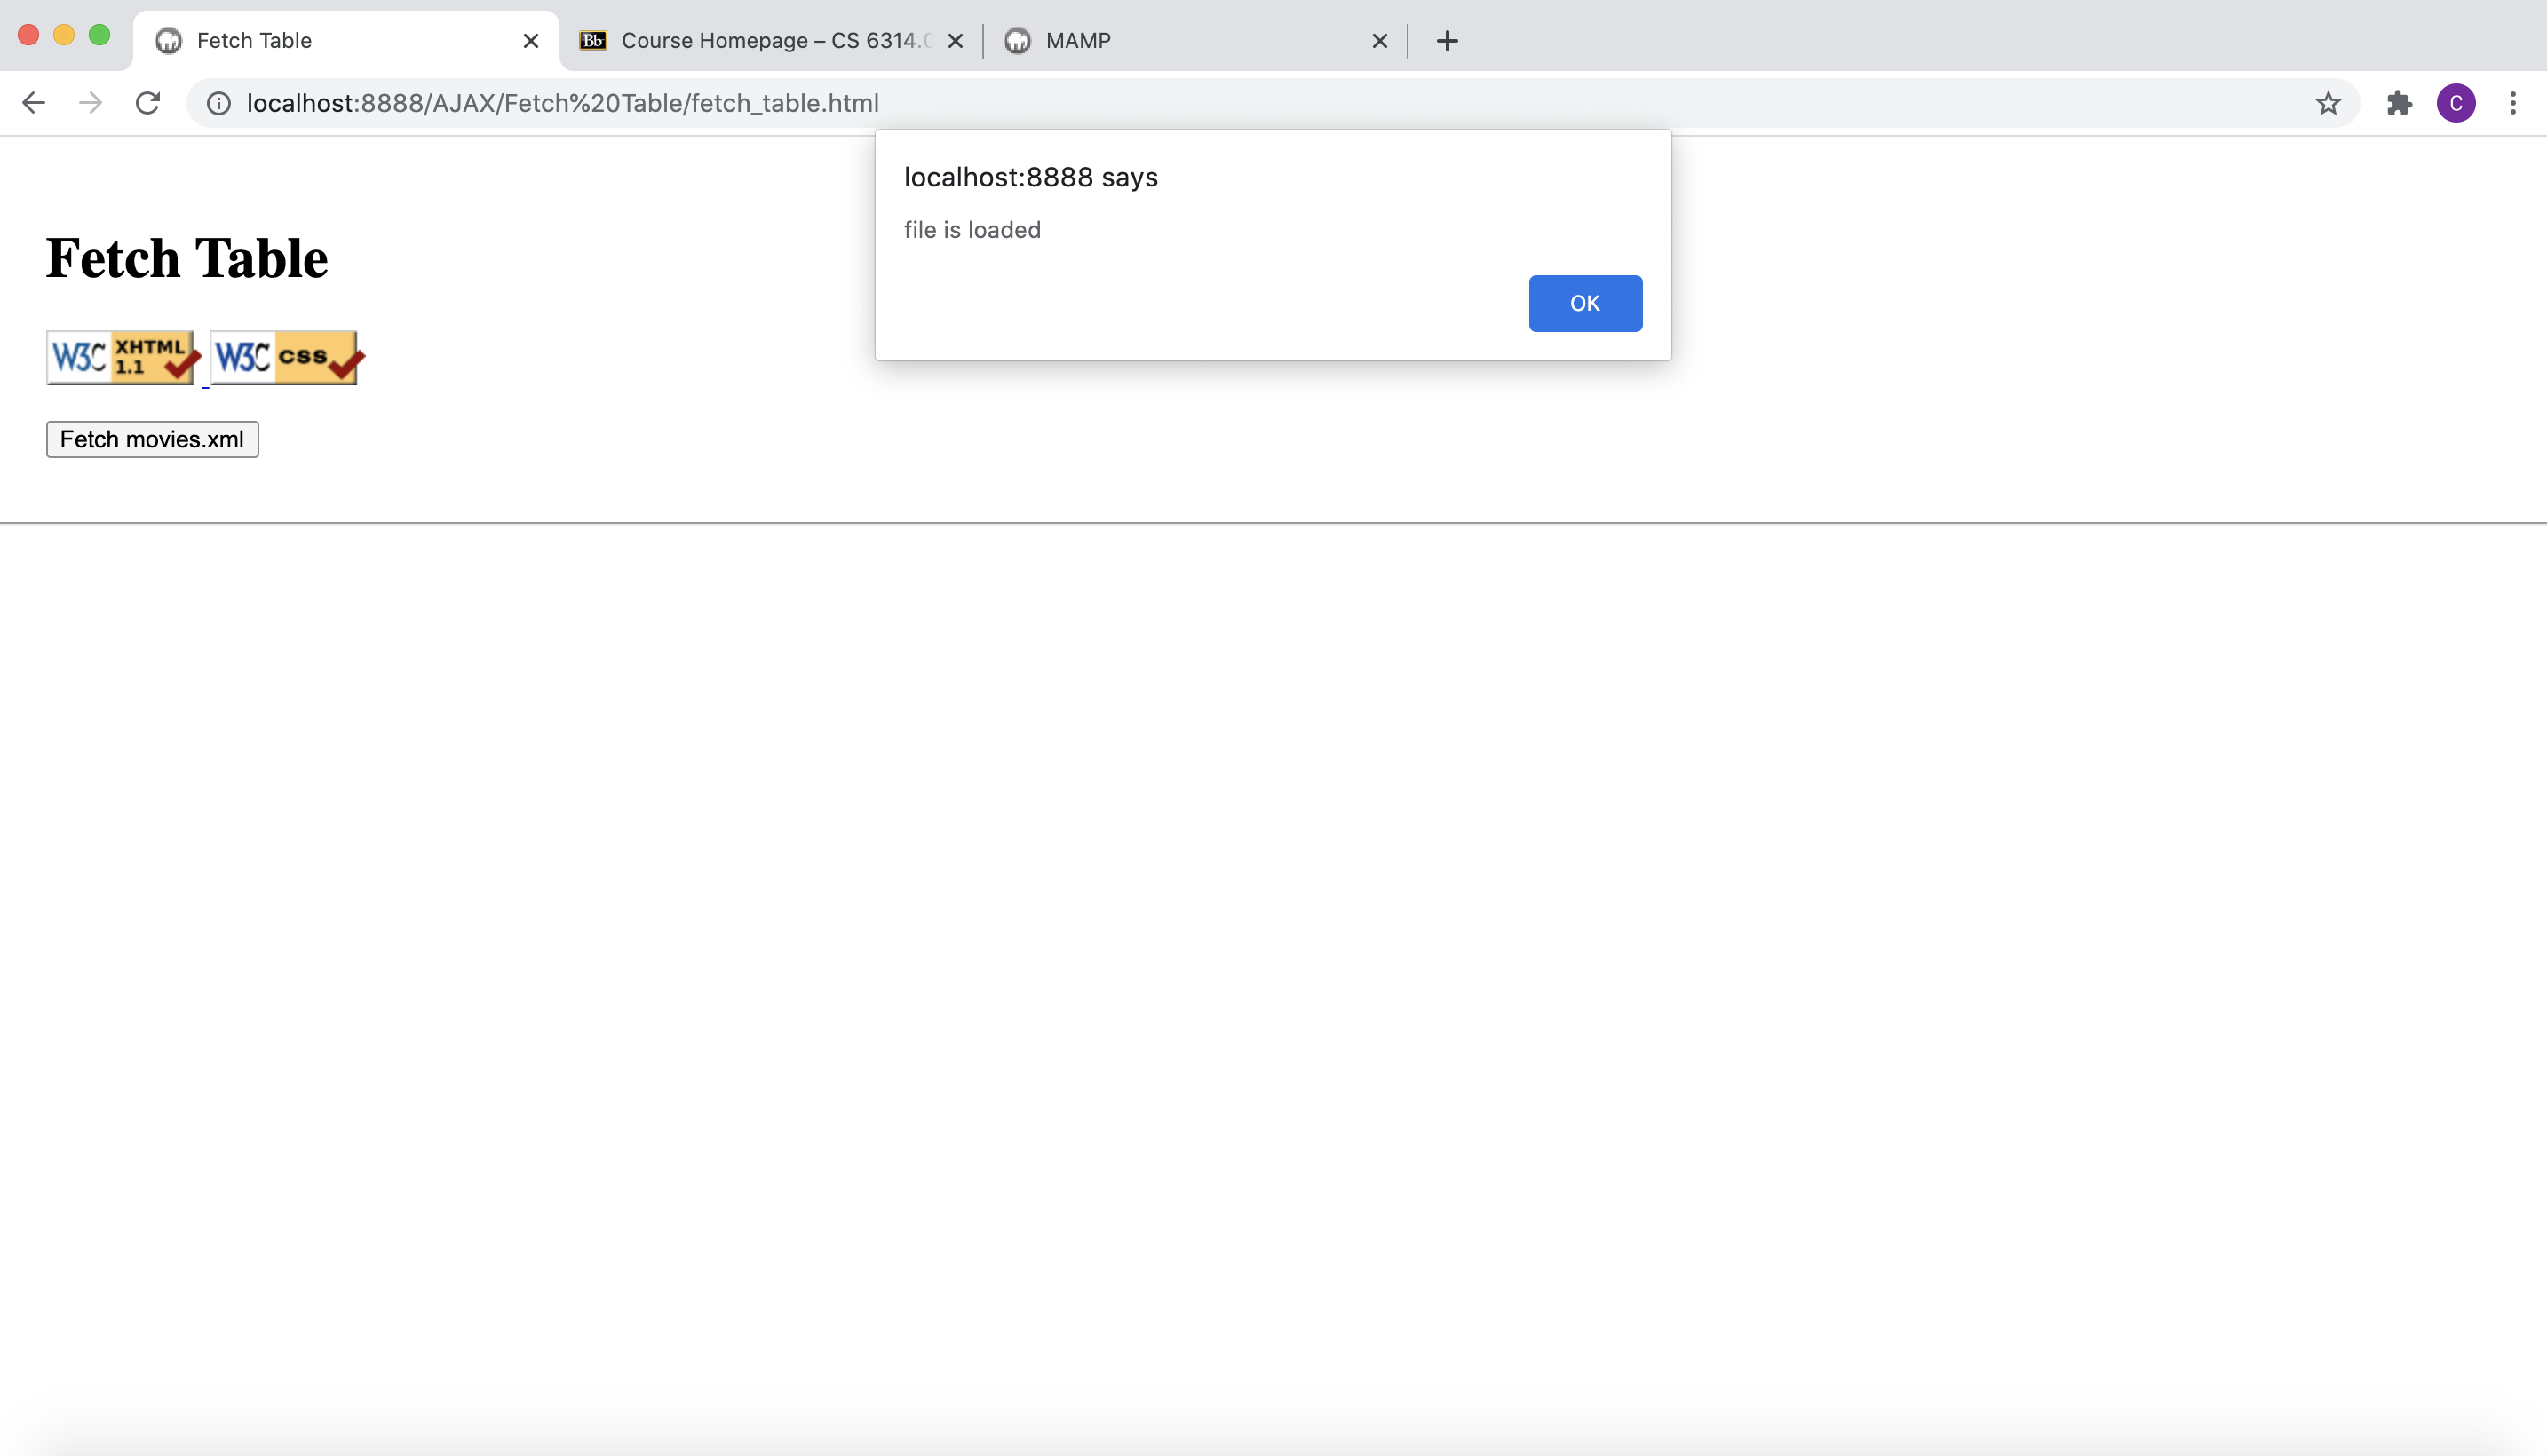 Fetch Table
Course Homepage – CS 6314.0
MAMP
localhost:8888/AJAX/Fetch%20Table/fetch_table.html
C
localhost:8888 says
file is loaded
OK
Fetch Table
W3C XHTML 1.1
W3C css
Fetch movies.xml
Bb